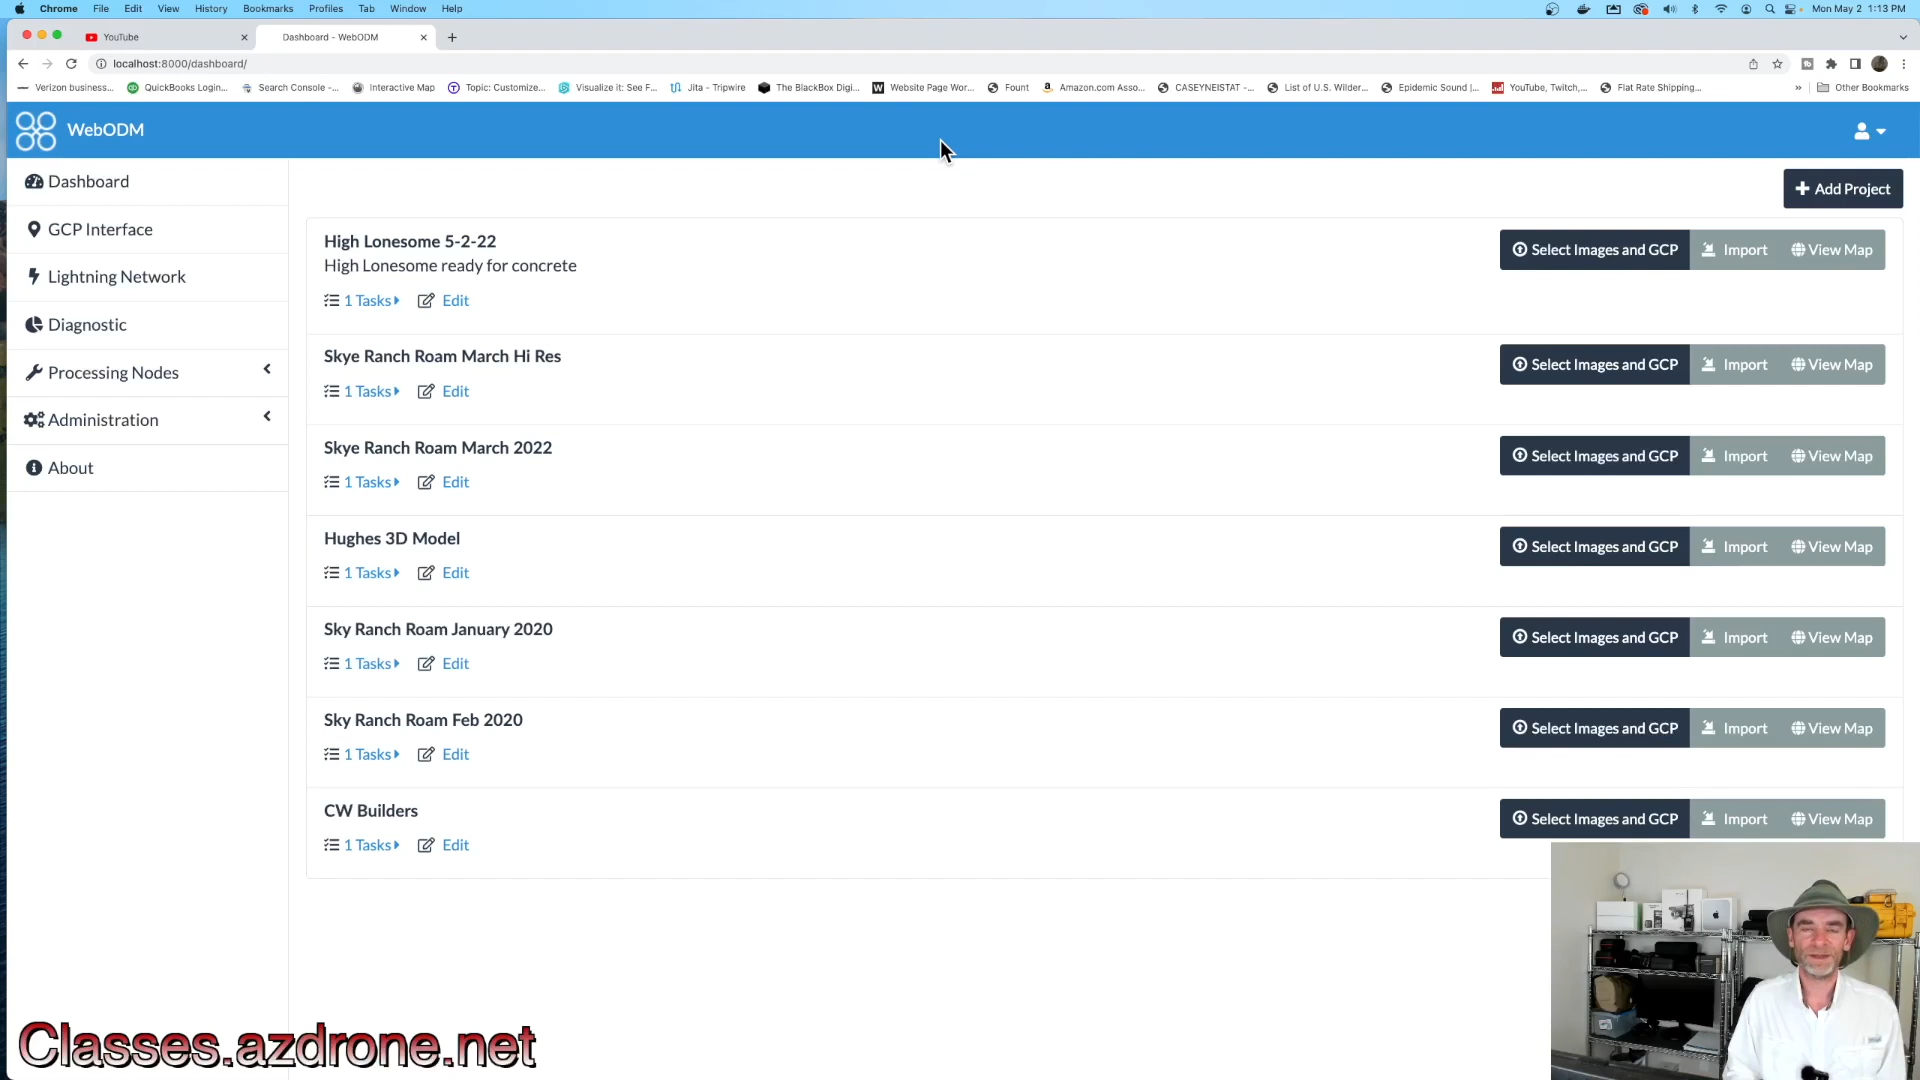 Chrome File Edit View History Bookmarks Profiles Tab Window Help Mon May 2 1:13 PM
YouTube Dashboard - WebODM
localhost:8000/dashboard/
Verizon business... QuickBooks Login... Search Console -... Interactive Map Topic: Customize... Visualize it: See F... Jita - Tripwire The BlackBox Digi... Website Page Wor... Fount Amazon.com Asso... CASEYNEISTAT -... List of U.S. Wilder... Epidemic Sound |... YouTube, Twitch,... Flat Rate Shipping... » Other Bookmarks
WebODM
Dashboard
GCP Interface
Lightning Network
Diagnostic
Processing Nodes
Administration
About
Add Project
High Lonesome 5-2-22
High Lonesome ready for concrete
1 Tasks Edit
Select Images and GCP Import View Map
Skye Ranch Roam March Hi Res
1 Tasks Edit
Select Images and GCP Import View Map
Skye Ranch Roam March 2022
1 Tasks Edit
Select Images and GCP Import View Map
Hughes 3D Model
1 Tasks Edit
Select Images and GCP Import View Map
Sky Ranch Roam January 2020
1 Tasks Edit
Select Images and GCP Import View Map
Sky Ranch Roam Feb 2020
1 Tasks Edit
Select Images and GCP Import View Map
CW Builders
1 Tasks Edit
Select Images and GCP Import View Map
Classes.azdrone.net